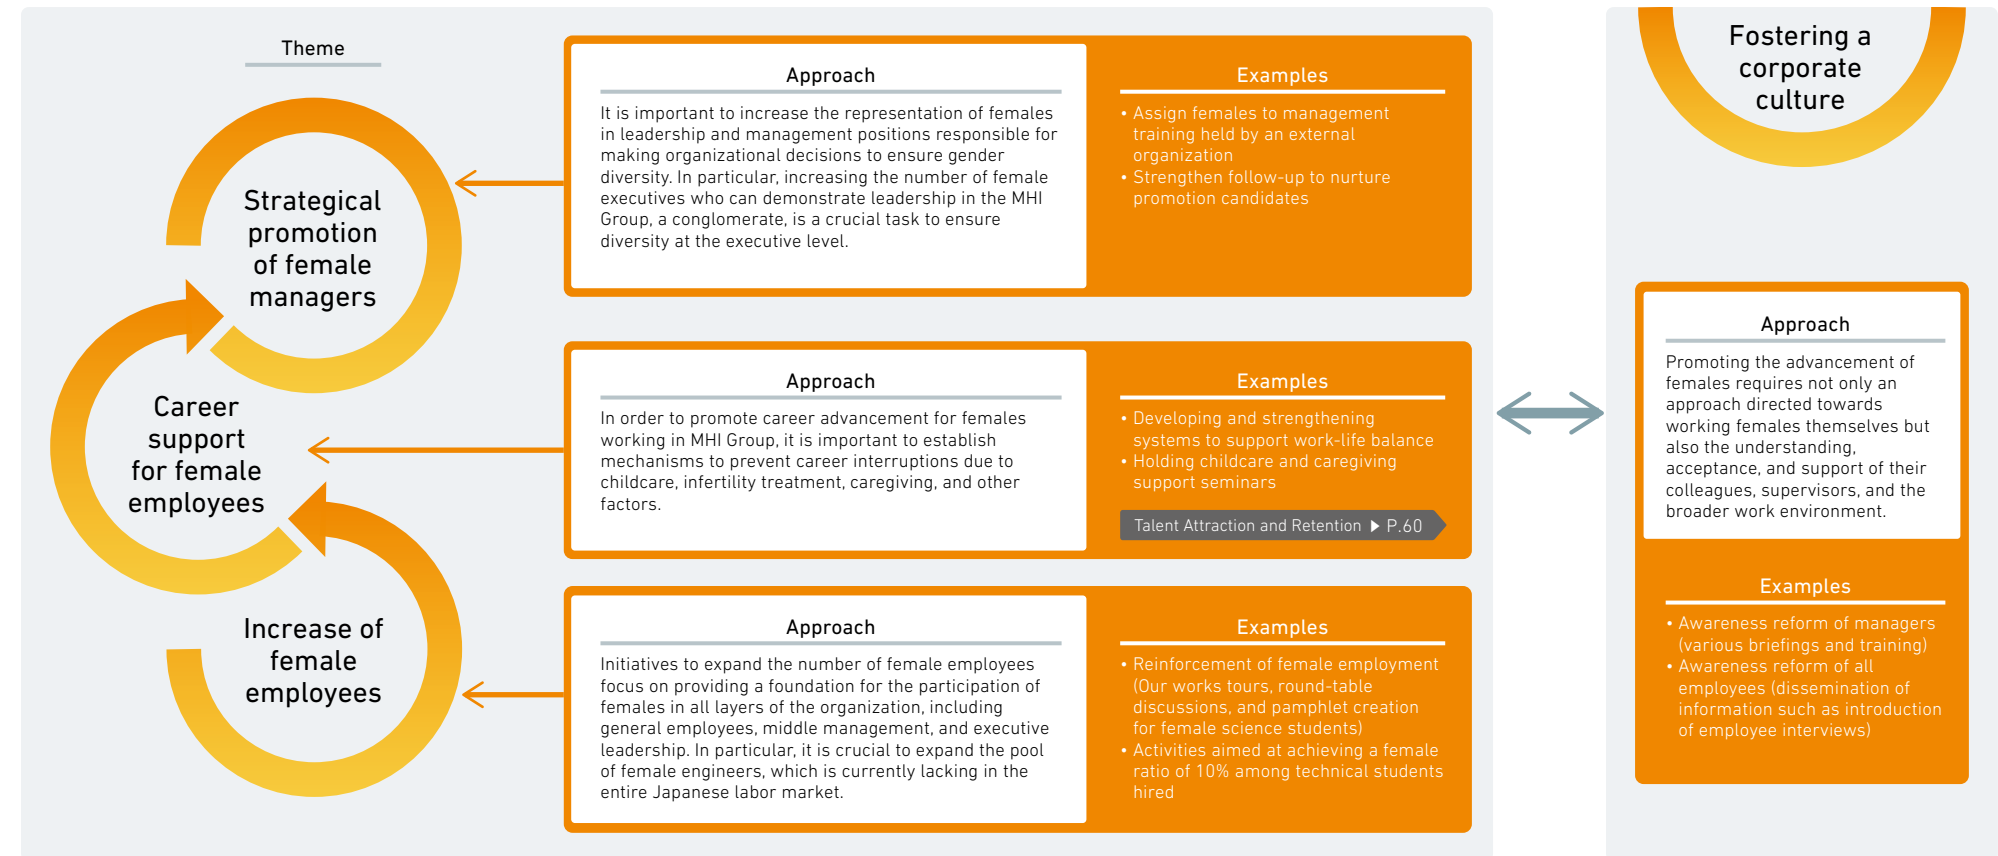 Theme
Strategical
promotion
of female
managers
Approach
It is important to increase the representation of females
in leadership and management positions responsible for
making organizational decisions to ensure gender
diversity. In particular, increasing the number of female
executives who can demonstrate leadership in the MHI
Group, a conglomerate, is a crucial task to ensure
diversity at the executive level.
Examples
• Assign females to management
training held by an external
organization
• Strengthen follow-up to nurture
promotion candidates
Career
support
for female
employees
Approach
In order to promote career advancement for females
working in MHI Group, it is important to establish
mechanisms to prevent career interruptions due to
childcare, infertility treatment, caregiving, and other
factors.
Examples
• Developing and strengthening
systems to support work-life balance
• Holding childcare and caregiving
support seminars
Talent Attraction and Retention ▶ P.60
Increase of
female
employees
Approach
Initiatives to expand the number of female employees
focus on providing a foundation for the participation of
females in all layers of the organization, including
general employees, middle management, and executive
leadership. In particular, it is crucial to expand the pool
of female engineers, which is currently lacking in the
entire Japanese labor market.
Examples
• Reinforcement of female employment
(Our works tours, round-table
discussions, and pamphlet creation
for female science students)
• Activities aimed at achieving a female
ratio of 10% among technical students
hired
Fostering a
corporate
culture
Approach
Promoting the advancement of
females requires not only an
approach directed towards
working females themselves but
also the understanding,
acceptance, and support of their
colleagues, supervisors, and the
broader work environment.
Examples
• Awareness reform of managers
(various briefings and training)
• Awareness reform of all
employees (dissemination of
information such as introduction
of employee interviews)